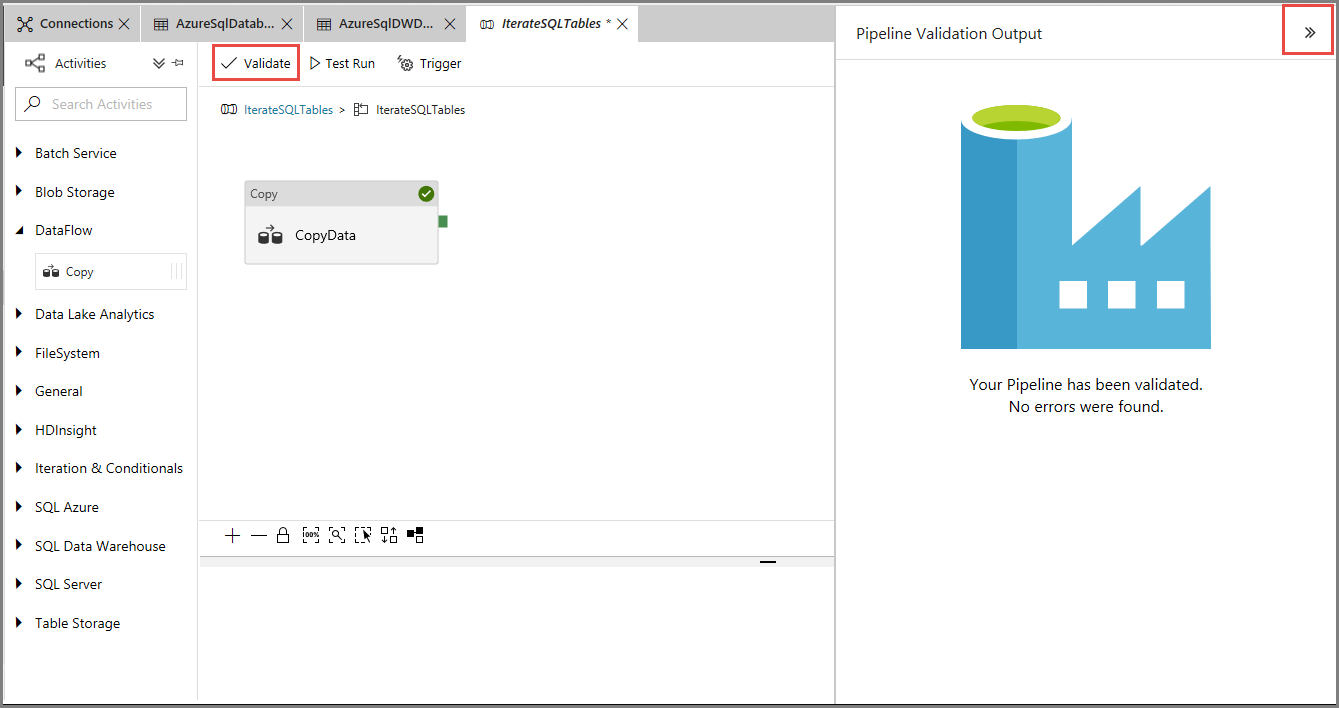 Connections
AzureSqlDatab...
AzureSqlDWD...
IterateSQLTables *
Activities
Search Activities
Batch Service
Blob Storage
DataFlow
Copy
Data Lake Analytics
FileSystem
General
HDInsight
Iteration & Conditionals
SQL Azure
SQL Data Warehouse
SQL Server
Table Storage
Validate
Test Run
Trigger
IterateSQLTables > IterateSQLTables
Copy
CopyData
100%
Pipeline Validation Output
Your Pipeline has been validated.
No errors were found.